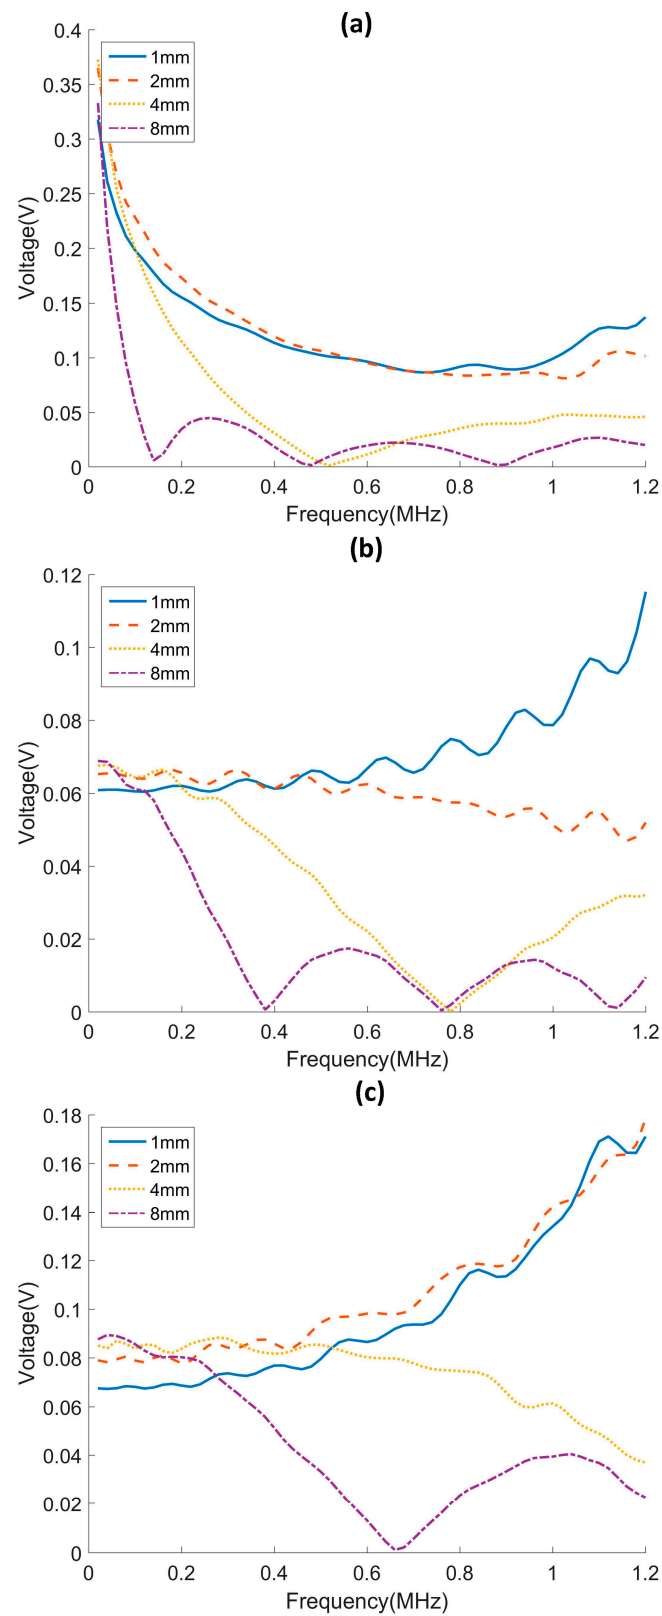 (a)
0.4
0.35
0.3
0.25
0.2
0.15
0.1
0.05
0
Voltage(V)
1mm
2mm
4mm
8mm
0 0.2 0.4 0.6 0.8 1 1.2
Frequency(MHz)
(b)
0.12
0.1
0.08
0.06
0.04
0.02
0
Voltage(V)
1mm
2mm
4mm
8mm
0 0.2 0.4 0.6 0.8 1 1.2
Frequency(MHz)
(c)
0.18
0.16
0.14
0.12
0.1
0.08
0.06
0.04
0.02
0
Voltage(V)
1mm
2mm
4mm
8mm
0 0.2 0.4 0.6 0.8 1 1.2
Frequency(MHz)